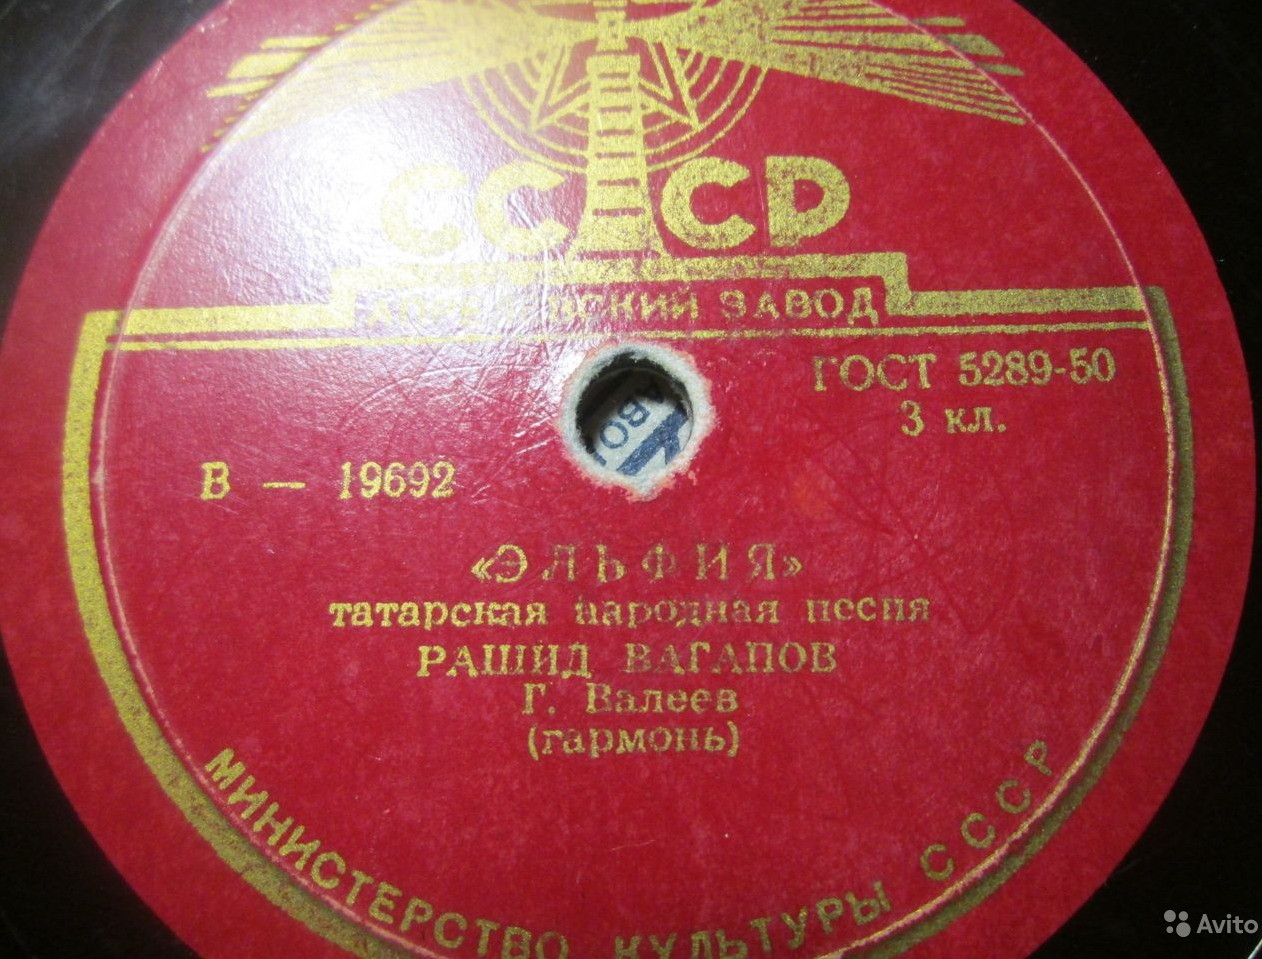 СССР
АПРЕЛЕВСКИЙ ЗАВОД
ГОСТ 5289-50
3 кл.
В — 19692
«ЭЛЬФИЯ»
татарская народная песня
РАШИД ВАГАПОВ
Г. Валеев
(гармонь)
МИНИСТЕРСТВО КУЛЬТУРЫ СССР
Avito